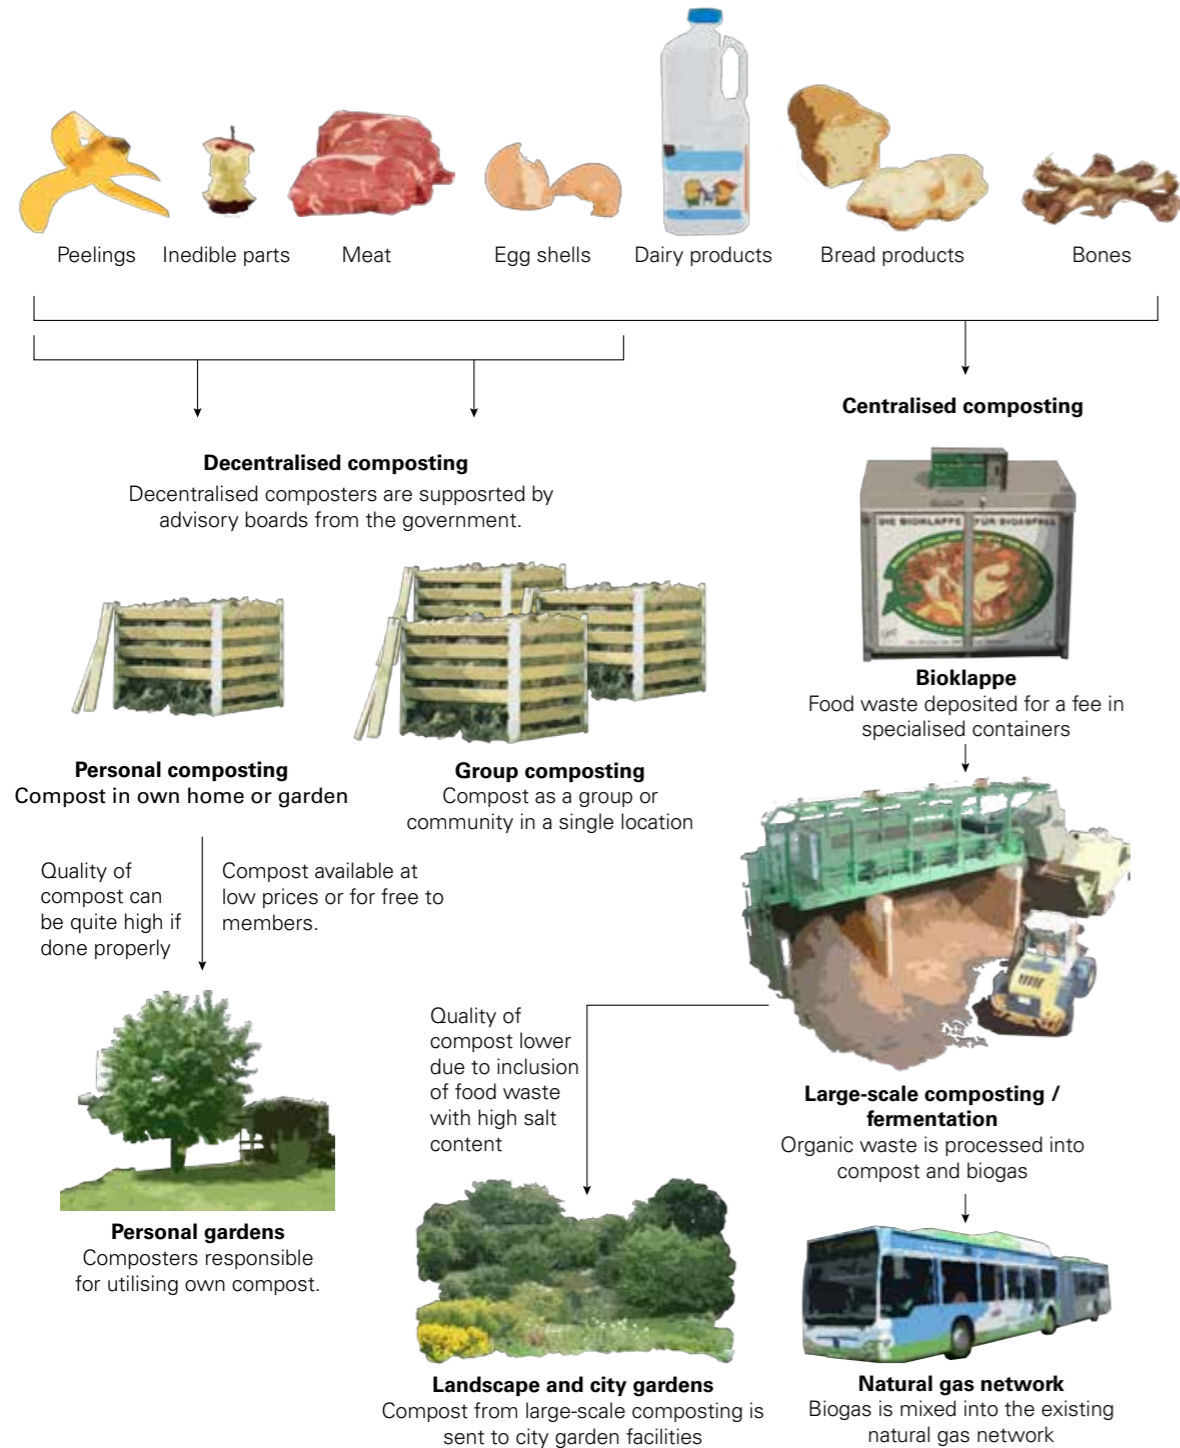 Peelings
Inedible parts
Meat
Egg shells
Dairy products
Bread products
Bones
Decentralised composting
Decentralised composters are supposrted by
advisory boards from the government.
Centralised composting
DIE BIOKLAPPE FÜR BIOABFALL
Bioklappe
Food waste deposited for a fee in
specialised containers
Personal composting
Compost in own home or garden
Group composting
Compost as a group or
community in a single location
Quality of
compost can
be quite high if
done properly
Compost available at
low prices or for free to
members.
Quality of
compost lower
due to inclusion
of food waste
with high salt
content
Large-scale composting /
fermentation
Organic waste is processed into
compost and biogas
Personal gardens
Composters responsible
for utilising own compost.
Landscape and city gardens
Compost from large-scale composting is
sent to city garden facilities
Natural gas network
Biogas is mixed into the existing
natural gas network